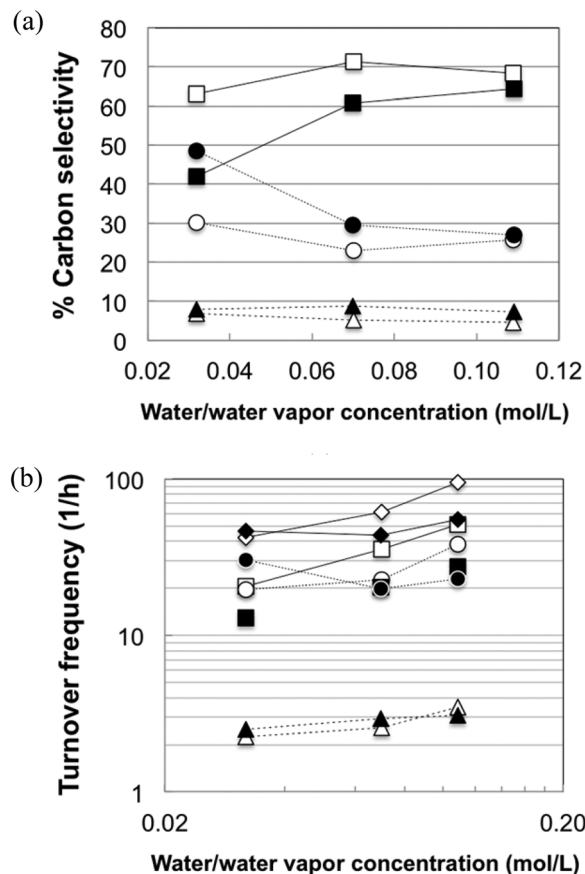 (a)
% Carbon selectivity
80
70
60
50
40
30
20
10
0
0.02 0.04 0.06 0.08 0.10 0.12
Water/water vapor concentration (mol/L)
(b)
Turnover frequency (1/h)
100
10
1
0.02 0.20
Water/water vapor concentration (mol/L)